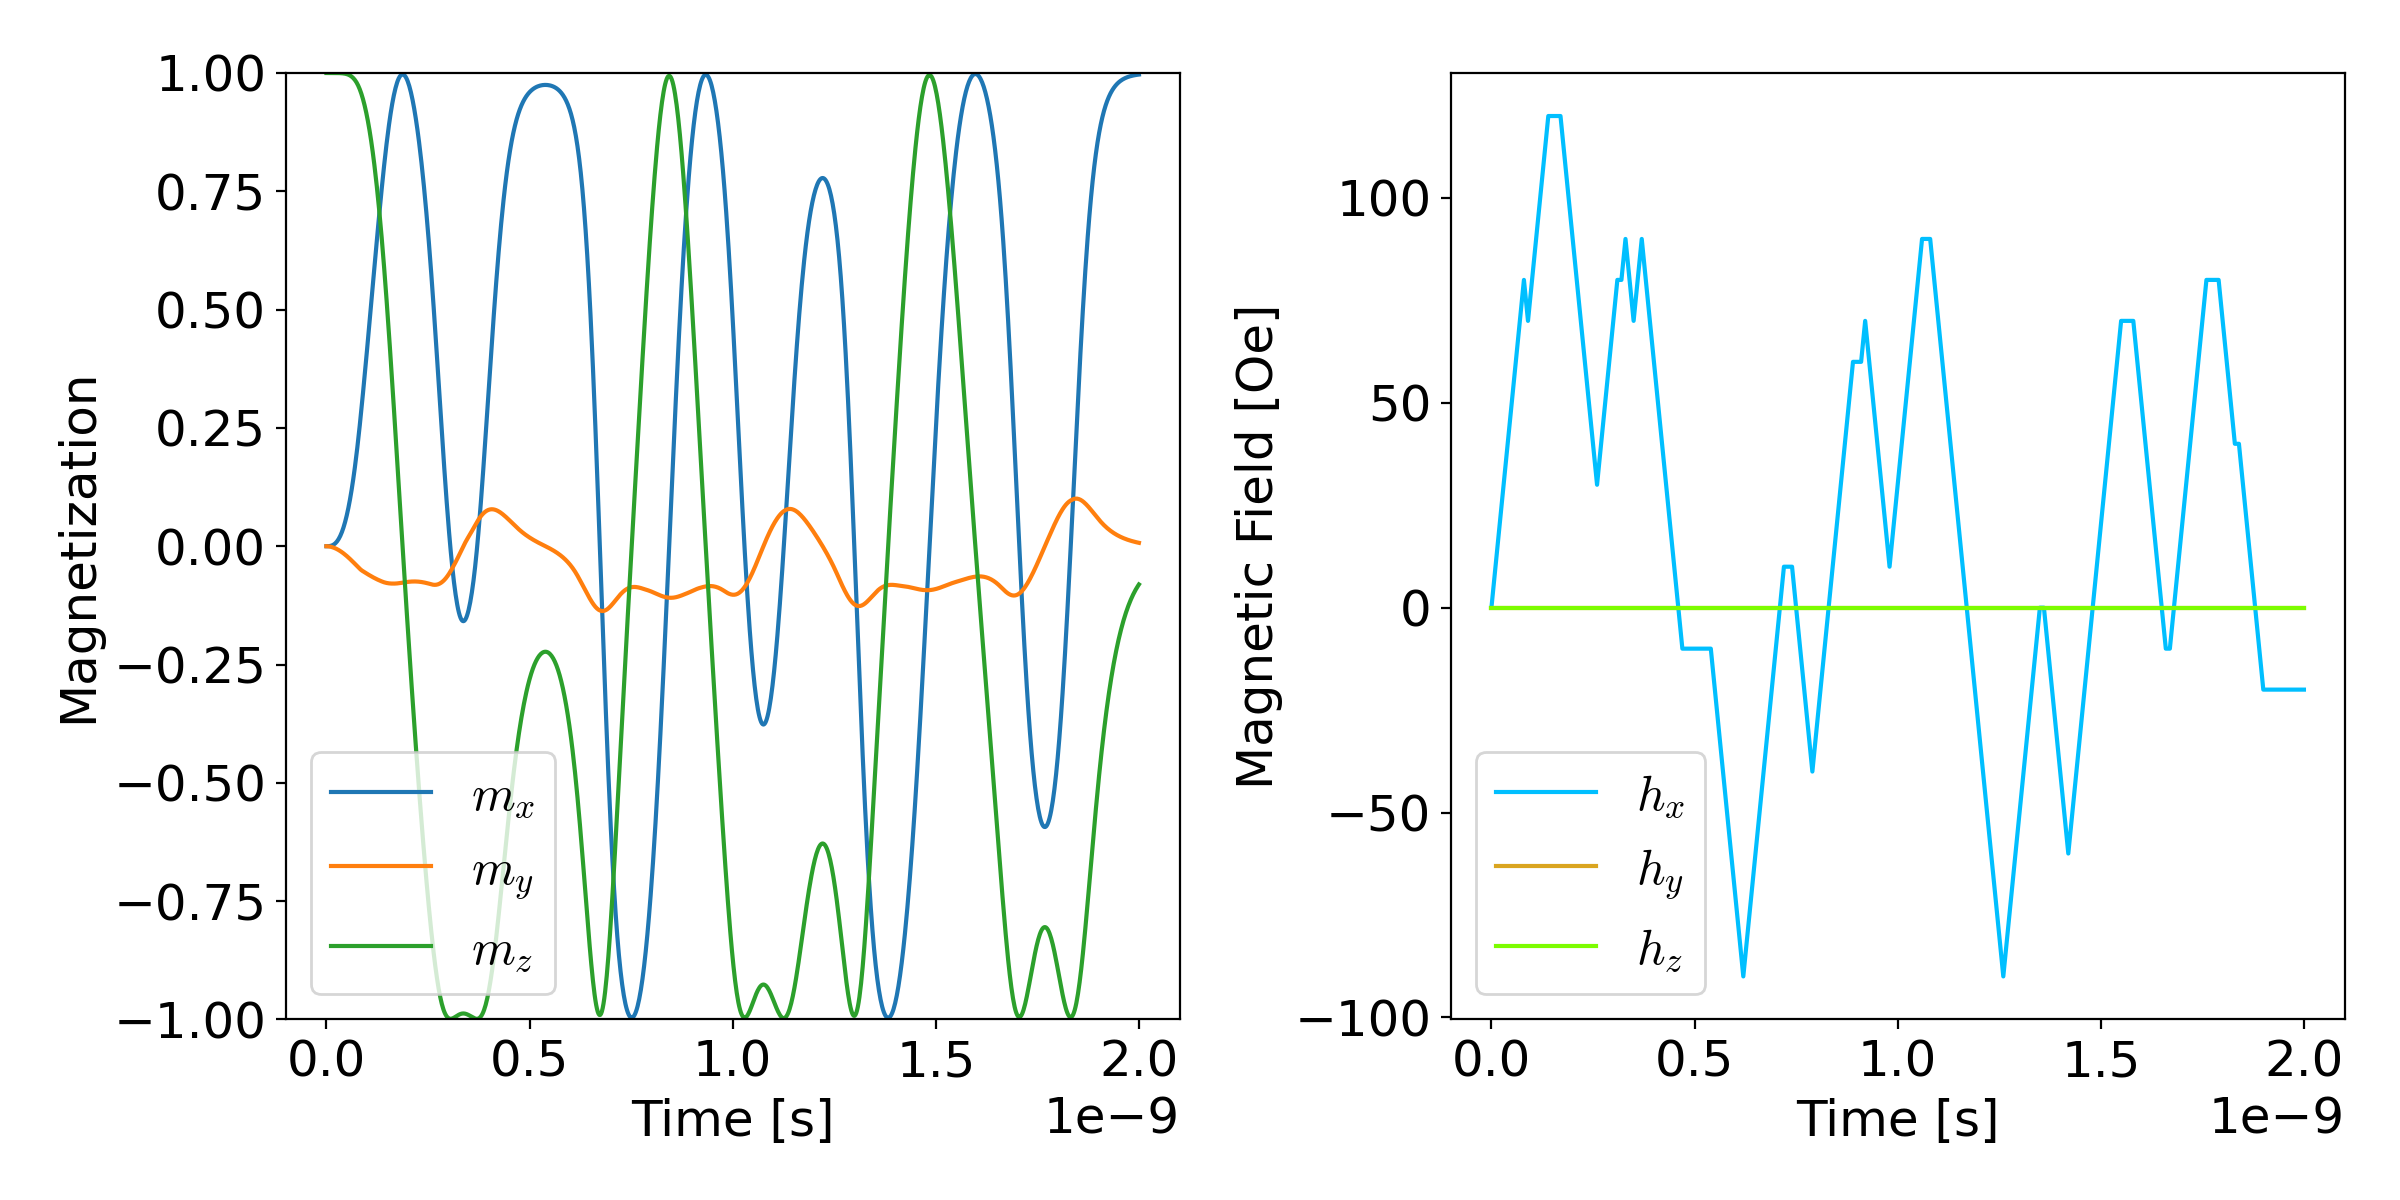 1.00
0.75
0.50
0.25
0.00
−0.25
−0.50
−0.75
−1.00
Magnetization
m_x
m_y
m_z
0.0 0.5 1.0 1.5 2.0
Time [s]
1e−9
100
50
0
−50
−100
Magnetic Field [Oe]
h_x
h_y
h_z
0.0 0.5 1.0 1.5 2.0
Time [s]
1e−9